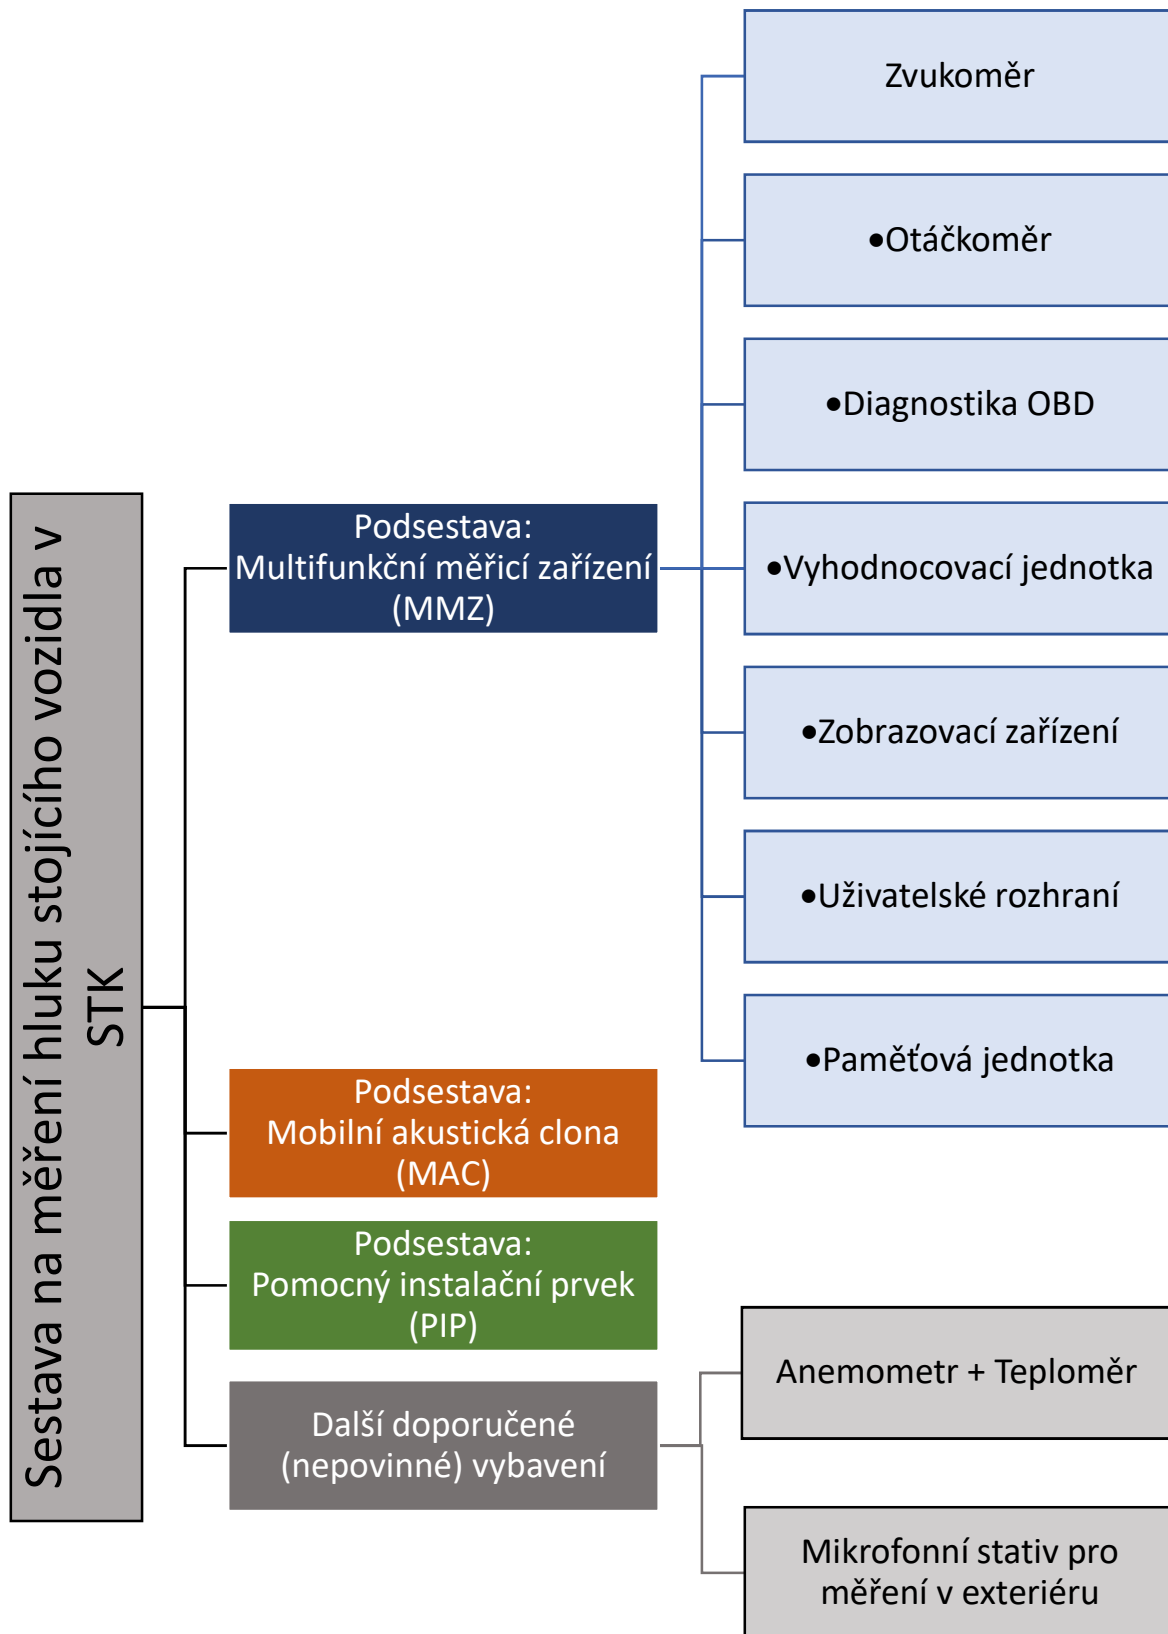 Sestava na měření hluku stojícího vozidla v
STK
Podsestava:
Multifunkční měřicí zařízení
(MMZ)
Zvukoměr
•Otáčkoměr
•Diagnostika OBD
•Vyhodnocovací jednotka
•Zobrazovací zařízení
•Uživatelské rozhraní
•Paměťová jednotka
Podsestava:
Mobilní akustická clona
(MAC)
Podsestava:
Pomocný instalační prvek
(PIP)
Další doporučené
(nepovinné) vybavení
Anemometr + Teploměr
Mikrofonní stativ pro
měření v exteriéru